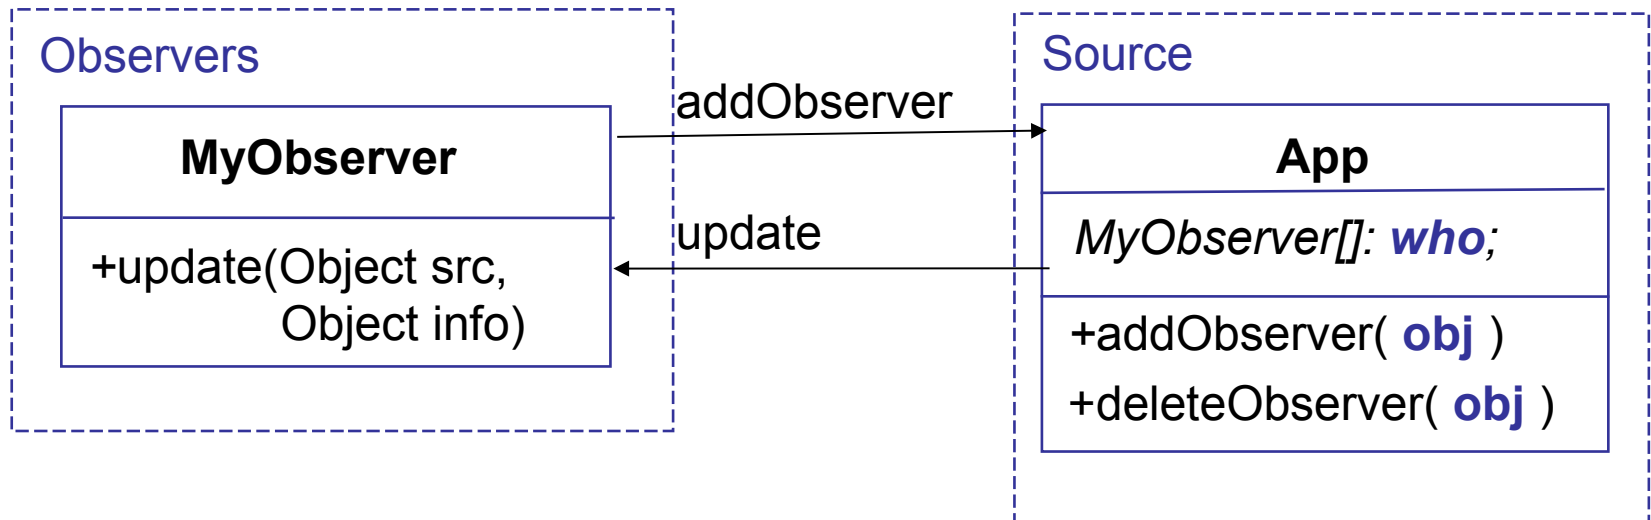 Observers
MyObserver
+update(Object src,
Object info)
addObserver
update
Source
App
MyObserver[]: who;
+addObserver( obj )
+deleteObserver( obj )